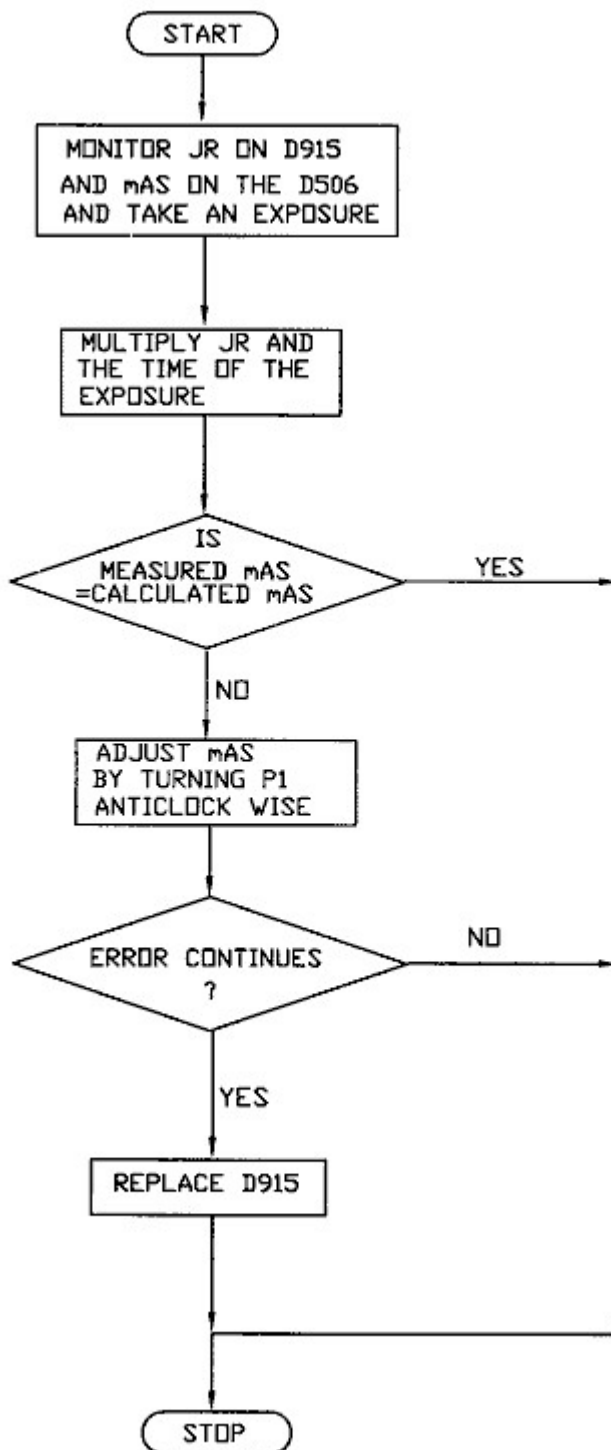 START
MONITOR JR ON D915
AND mAS ON THE D506
AND TAKE AN EXPOSURE
MULTIPLY JR AND
THE TIME OF THE
EXPOSURE
IS
MEASURED mAS
=CALCULATED mAS
YES
NO
ADJUST mAS
BY TURNING P1
ANTICLOCK WISE
ERROR CONTINUES
?
NO
YES
REPLACE D915
STOP